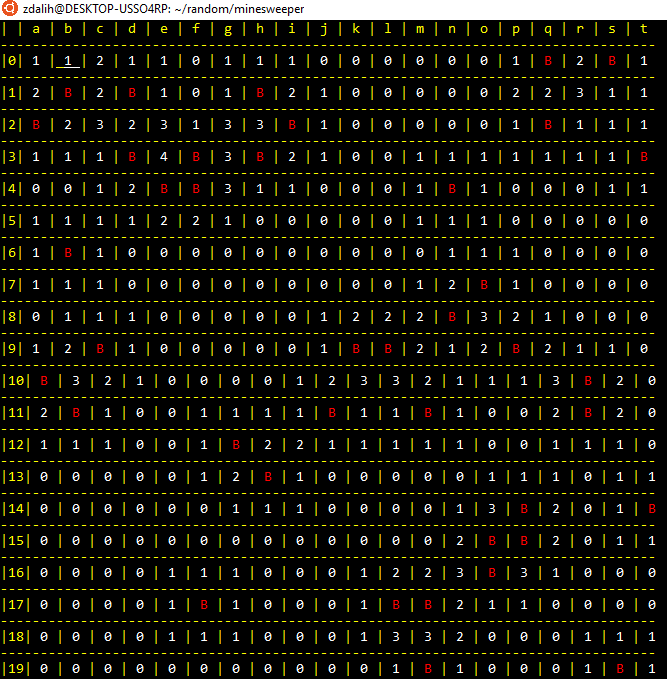 zdalih@DESKTOP-USSO4RP: ~/random/minesweeper
| | a | b | c | d | e | f | g | h | i | j | k | l | m | n | o | p | q | r | s | t
|0| 1 | 1 | 2 | 1 | 1 | 0 | 1 | 1 | 1 | 0 | 0 | 0 | 0 | 0 | 0 | 1 | B | 2 | B | 1
|1| 2 | B | 2 | B | 1 | 0 | 1 | B | 2 | 1 | 0 | 0 | 0 | 0 | 0 | 2 | 2 | 3 | 1 | 1
|2| B | 2 | 3 | 2 | 3 | 1 | 3 | 3 | B | 1 | 0 | 0 | 0 | 0 | 0 | 1 | B | 1 | 1 | 1
|3| 1 | 1 | 1 | B | 4 | B | 3 | B | 2 | 1 | 0 | 0 | 1 | 1 | 1 | 1 | 1 | 1 | 1 | B
|4| 0 | 0 | 1 | 2 | B | B | 3 | 1 | 1 | 0 | 0 | 0 | 1 | B | 1 | 0 | 0 | 0 | 1 | 1
|5| 1 | 1 | 1 | 1 | 2 | 2 | 1 | 0 | 0 | 0 | 0 | 0 | 1 | 1 | 1 | 0 | 0 | 0 | 0 | 0
|6| 1 | B | 1 | 0 | 0 | 0 | 0 | 0 | 0 | 0 | 0 | 0 | 0 | 1 | 1 | 1 | 0 | 0 | 0 | 0
|7| 1 | 1 | 1 | 0 | 0 | 0 | 0 | 0 | 0 | 0 | 0 | 0 | 1 | 2 | B | 1 | 0 | 0 | 0 | 0
|8| 0 | 1 | 1 | 1 | 0 | 0 | 0 | 0 | 0 | 1 | 2 | 2 | 2 | B | 3 | 2 | 1 | 0 | 0 | 0
|9| 1 | 2 | B | 1 | 0 | 0 | 0 | 0 | 0 | 1 | B | B | 2 | 1 | 2 | B | 2 | 1 | 1 | 0
|10| B | 3 | 2 | 1 | 0 | 0 | 0 | 0 | 1 | 2 | 3 | 3 | 2 | 1 | 1 | 1 | 3 | B | 2 | 0
|11| 2 | B | 1 | 0 | 0 | 1 | 1 | 1 | 1 | B | 1 | 1 | B | 1 | 0 | 0 | 2 | B | 2 | 0
|12| 1 | 1 | 1 | 0 | 0 | 1 | B | 2 | 2 | 1 | 1 | 1 | 1 | 1 | 0 | 0 | 1 | 1 | 1 | 0
|13| 0 | 0 | 0 | 0 | 0 | 1 | 2 | B | 1 | 0 | 0 | 0 | 0 | 0 | 1 | 1 | 1 | 0 | 1 | 1
|14| 0 | 0 | 0 | 0 | 0 | 0 | 1 | 1 | 1 | 0 | 0 | 0 | 0 | 1 | 3 | B | 2 | 0 | 1 | B
|15| 0 | 0 | 0 | 0 | 0 | 0 | 0 | 0 | 0 | 0 | 0 | 0 | 0 | 2 | B | B | 2 | 0 | 1 | 1
|16| 0 | 0 | 0 | 0 | 1 | 1 | 1 | 0 | 0 | 0 | 1 | 2 | 2 | 3 | B | 3 | 1 | 0 | 0 | 0
|17| 0 | 0 | 0 | 0 | 1 | B | 1 | 0 | 0 | 0 | 1 | B | B | 2 | 1 | 1 | 0 | 0 | 0 | 0
|18| 0 | 0 | 0 | 0 | 1 | 1 | 1 | 0 | 0 | 0 | 1 | 3 | 3 | 2 | 0 | 0 | 0 | 1 | 1 | 1
|19| 0 | 0 | 0 | 0 | 0 | 0 | 0 | 0 | 0 | 0 | 0 | 1 | B | 1 | 0 | 0 | 0 | 1 | B | 1